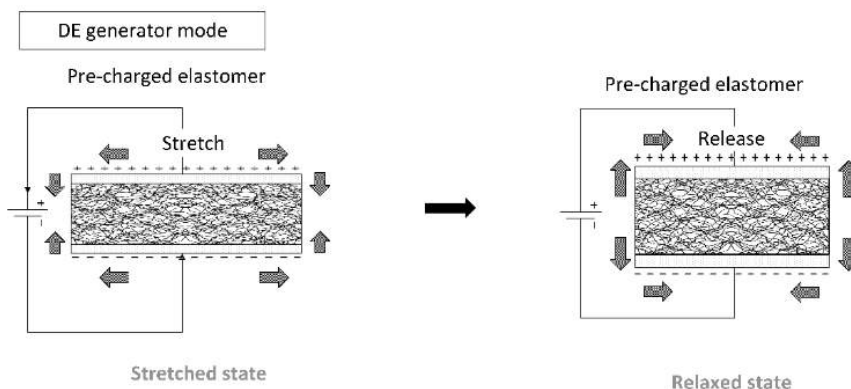 DE generator mode
Pre-charged elastomer
Stretch
+ + + + + + + + + + + + + + + +
+
−
− − − − − − − − − − − − − − − −
Stretched state
Pre-charged elastomer
Release
+ + + + + + + + + + + + + + + +
+
−
− − − − − − − − − − − − − − − −
Relaxed state